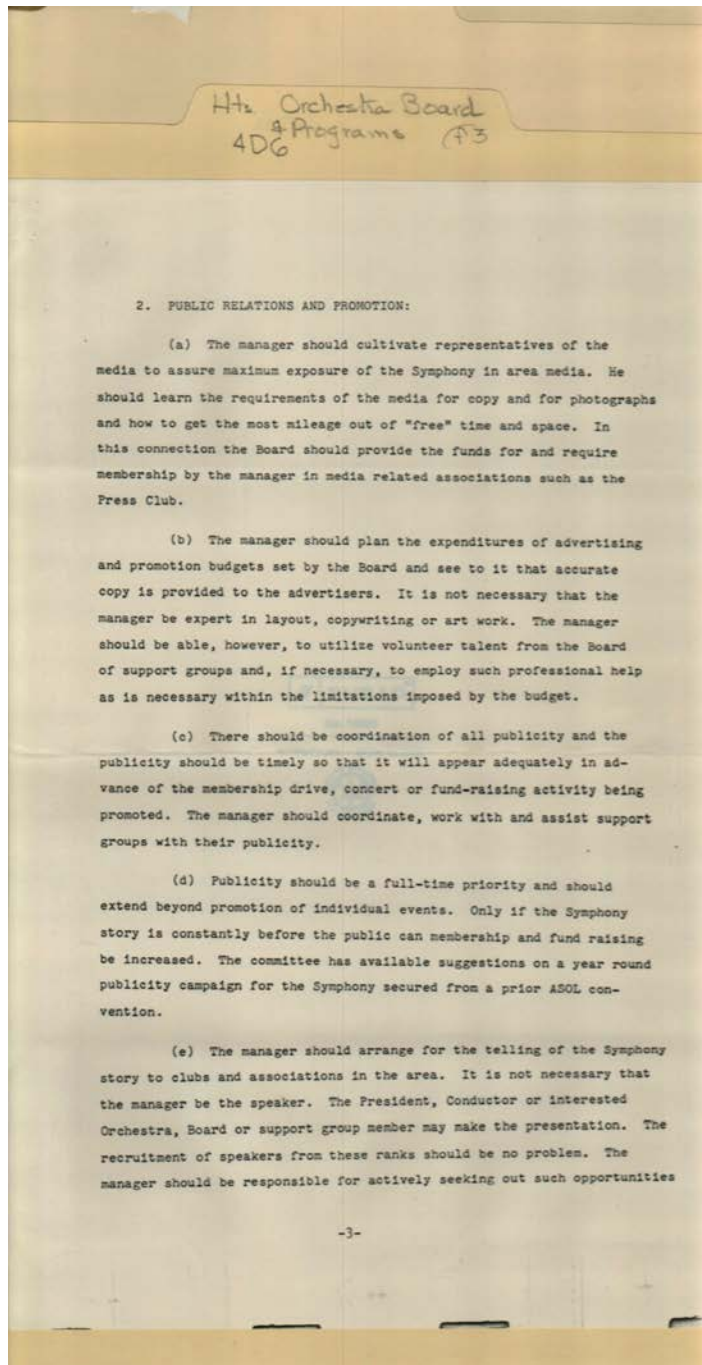 Hts Orchestra Board
& Programs
4D6 f3
2. PUBLIC RELATIONS AND PROMOTION:
(a) The manager should cultivate representatives of the
media to assure maximum exposure of the Symphony in area media. He
should learn the requirements of the media for copy and for photographs
and how to get the most mileage out of "free" time and space. In
this connection the Board should provide the funds for and require
membership by the manager in media related associations such as the
Press Club.
(b) The manager should plan the expenditures of advertising
and promotion budgets set by the Board and see to it that accurate
copy is provided to the advertisers. It is not necessary that the
manager be expert in layout, copywriting or art work. The manager
should be able, however, to utilize volunteer talent from the Board
of support groups and, if necessary, to employ such professional help
as is necessary within the limitations imposed by the budget.
(c) There should be coordination of all publicity and the
publicity should be timely so that it will appear adequately in ad-
vance of the membership drive, concert or fund-raising activity being
promoted. The manager should coordinate, work with and assist support
groups with their publicity.
(d) Publicity should be a full-time priority and should
extend beyond promotion of individual events. Only if the Symphony
story is constantly before the public can membership and fund raising
be increased. The committee has available suggestions on a year round
publicity campaign for the Symphony secured from a prior ASOL con-
vention.
(e) The manager should arrange for the telling of the Symphony
story to clubs and associations in the area. It is not necessary that
the manager be the speaker. The President, Conductor or interested
Orchestra, Board or support group member may make the presentation. The
recruitment of speakers from these ranks should be no problem. The
manager should be responsible for actively seeking out such opportunities
-3-